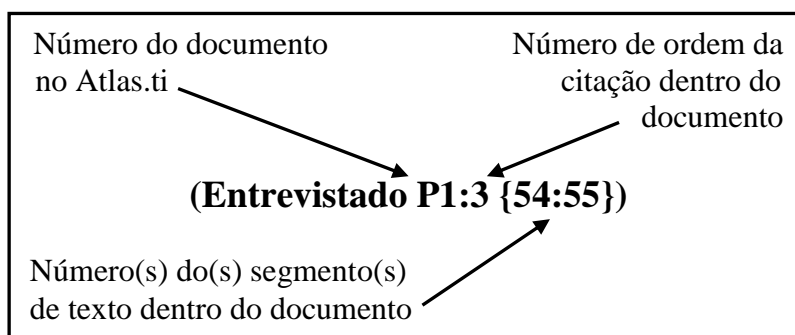 Número do documento
no Atlas.ti
Número de ordem da
citação dentro do
documento
(Entrevistado P1:3 {54:55})
Número(s) do(s) segmento(s)
de texto dentro do documento